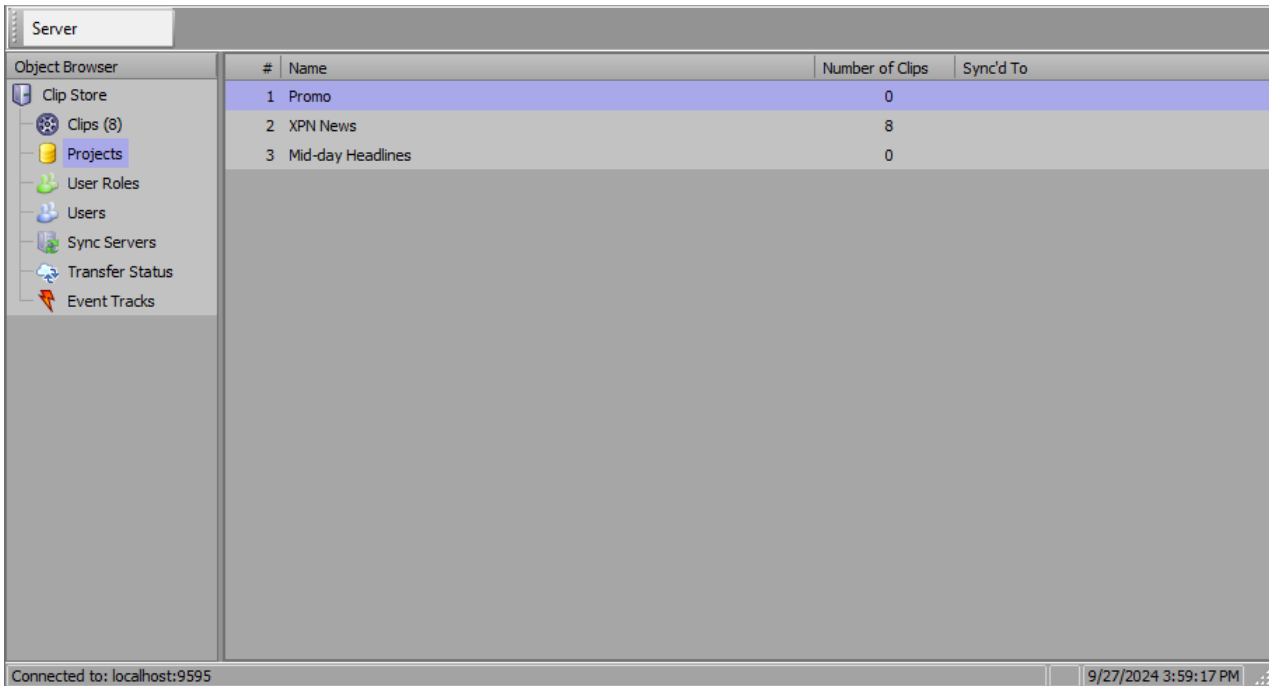 Server
Object Browser
Clip Store
Clips (8)
Projects
User Roles
Users
Sync Servers
Transfer Status
Event Tracks
# Name Number of Clips Sync'd To
1 Promo 0
2 XPN News 8
3 Mid-day Headlines 0
Connected to: localhost:9595 9/27/2024 3:59:17 PM